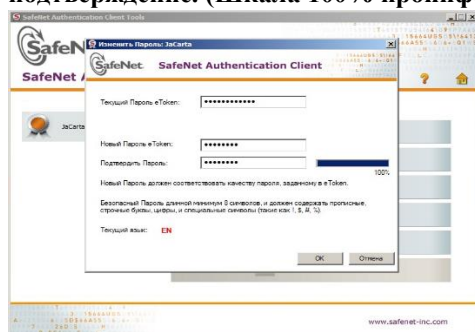 подтверждение. (Шкала 100% проинф
SafeNet Authentication Client Tools
SafeN
SafeNet A
Изменить Пароль: JaCarta
SafeNet. SafeNet Authentication Client
Текущий Пароль eToken:
JaCarta
Новый Пароль eToken:
Подтвердить Пароль:
100%
Новый Пароль должен соответствовать качеству пароля, заданному в eToken.
Безопасный Пароль длинной минимум 8 символов, и должен содержать прописные,
строчные буквы, цифры, и специальные символы (такие как !, $, #, %).
Текущий язык: EN
OK Отмена
www.safenet-inc.com